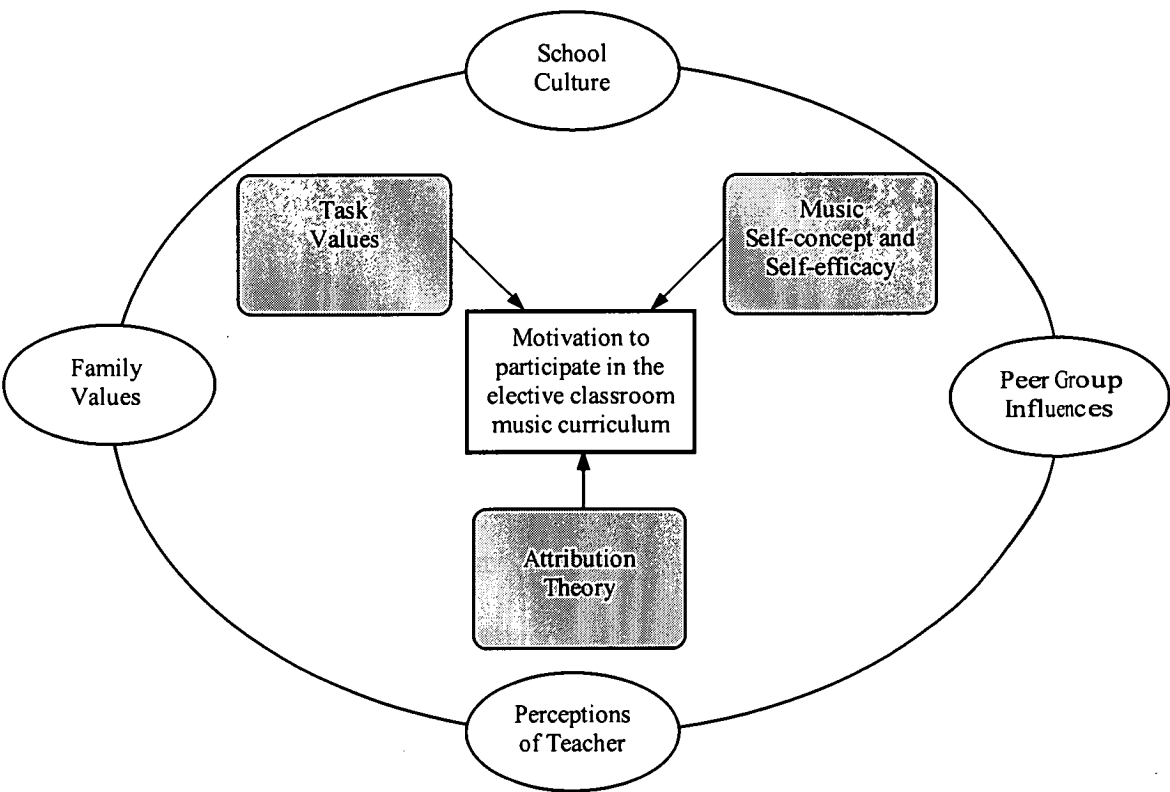 School
Culture
Task
Values
Music
Self-concept and
Self-efficacy
Motivation to
participate in the
elective classroom
music curriculum
Family
Values
Peer Group
Influences
Attribution
Theory
Perceptions
of Teacher